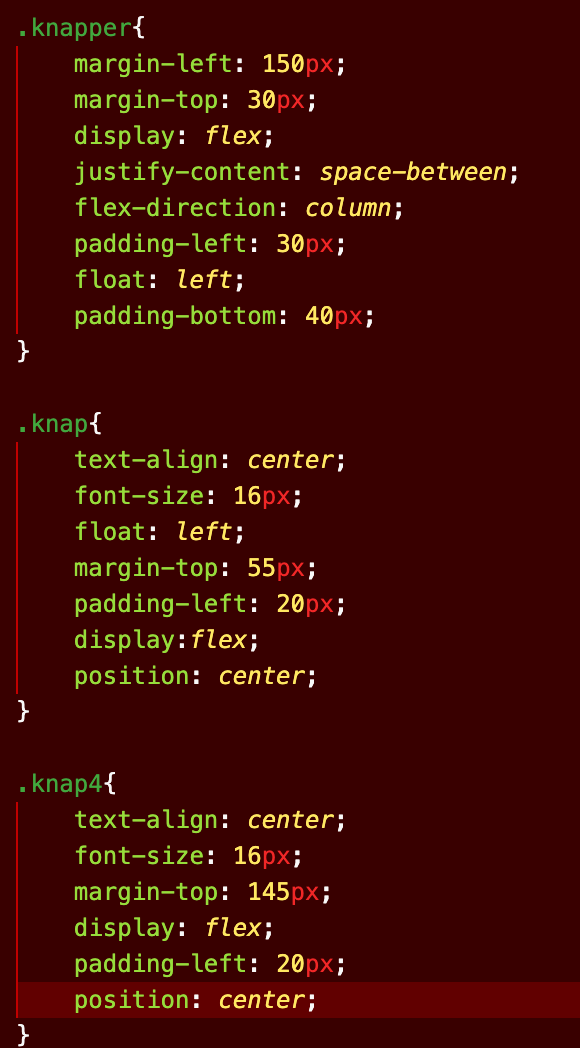 .knapper{
    margin-left: 150px;
    margin-top: 30px;
    display: flex;
    justify-content: space-between;
    flex-direction: column;
    padding-left: 30px;
    float: left;
    padding-bottom: 40px;
}

.knap{
    text-align: center;
    font-size: 16px;
    float: left;
    margin-top: 55px;
    padding-left: 20px;
    display:flex;
    position: center;
}

.knap4{
    text-align: center;
    font-size: 16px;
    margin-top: 145px;
    display: flex;
    padding-left: 20px;
    position: center;
}